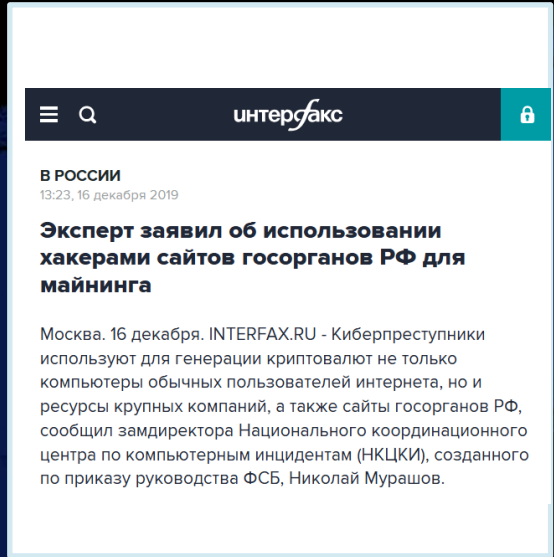 интерфакс
В РОССИИ
13:23, 16 декабря 2019
Эксперт заявил об использовании
хакерами сайтов госорганов РФ для
майнинга
Москва. 16 декабря. INTERFAX.RU - Киберпреступники
используют для генерации криптовалют не только
компьютеры обычных пользователей интернета, но и
ресурсы крупных компаний, а также сайты госорганов РФ,
сообщил замдиректора Национального координационного
центра по компьютерным инцидентам (НКЦКИ), созданного
по приказу руководства ФСБ, Николай Мурашов.